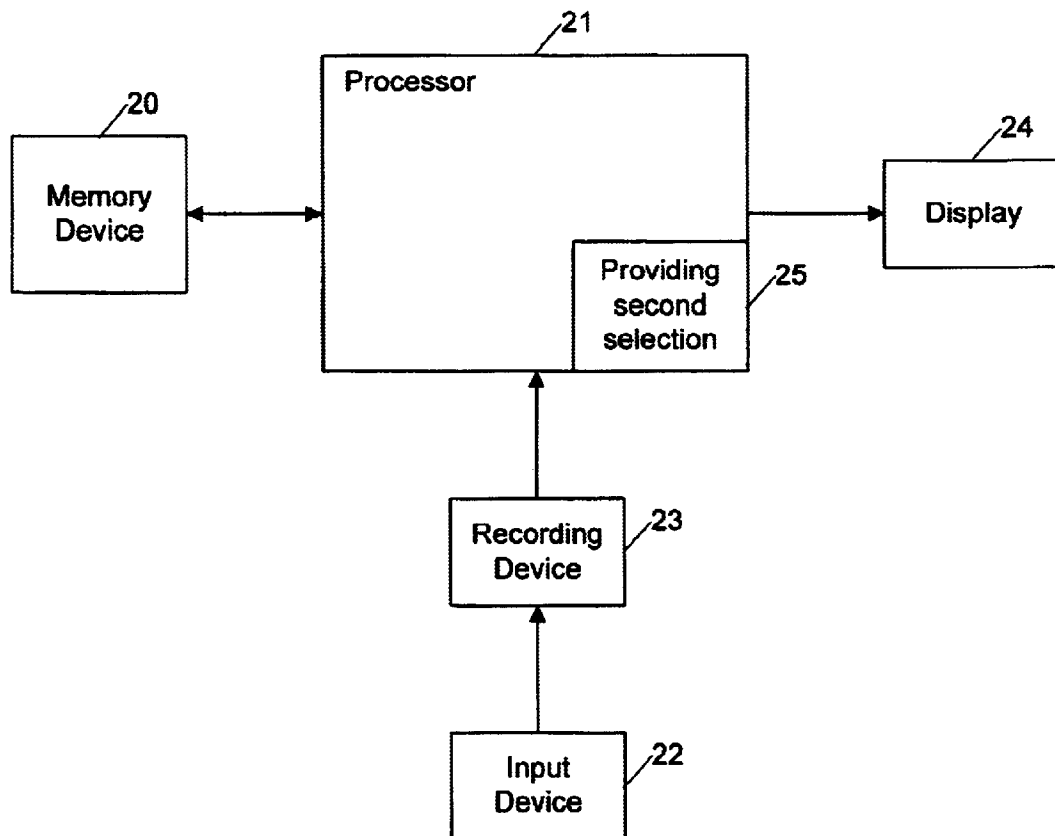 21
Processor
20
Memory
Device
24
Display
Providing
second
selection
25
Recording
Device
23
Input
Device
22